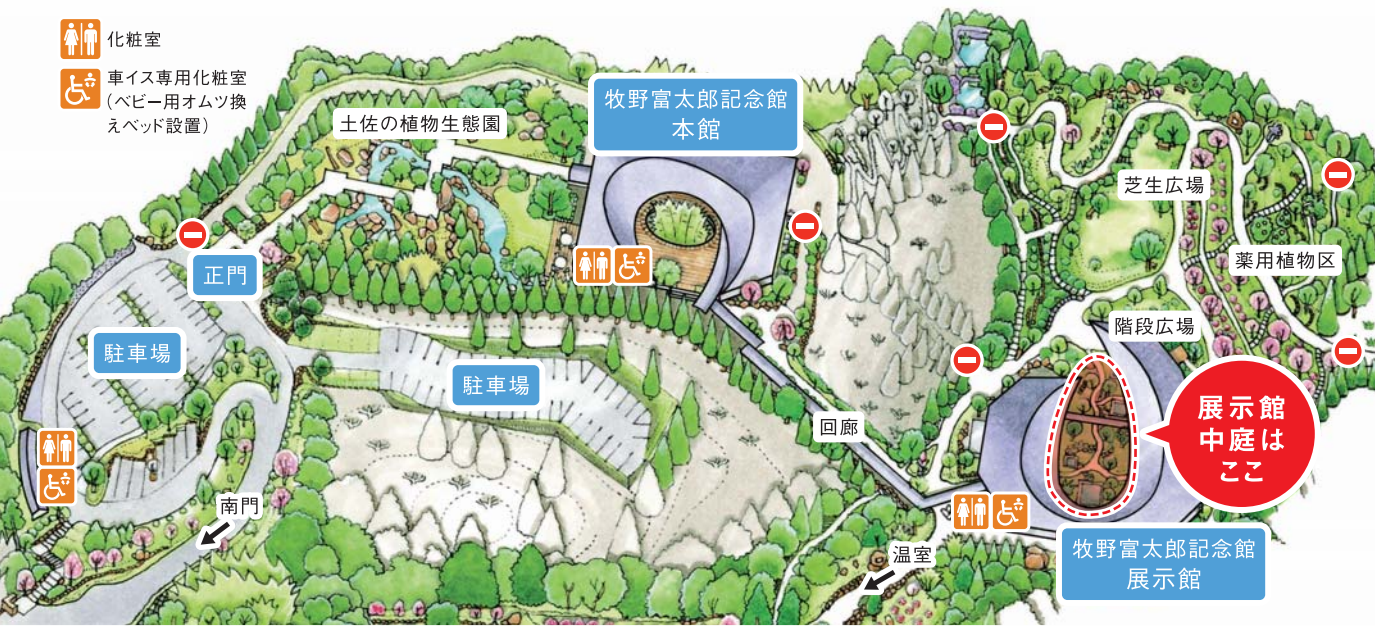 化粧室
車イス専用化粧室
(ベビー用オムツ換
えベッド設置)
土佐の植物生態園
牧野富太郎記念館
本館
芝生広場
薬用植物区
正門
階段広場
駐車場
駐車場
展示館
中庭は
ここ
回廊
南門
温室
牧野富太郎記念館
展示館